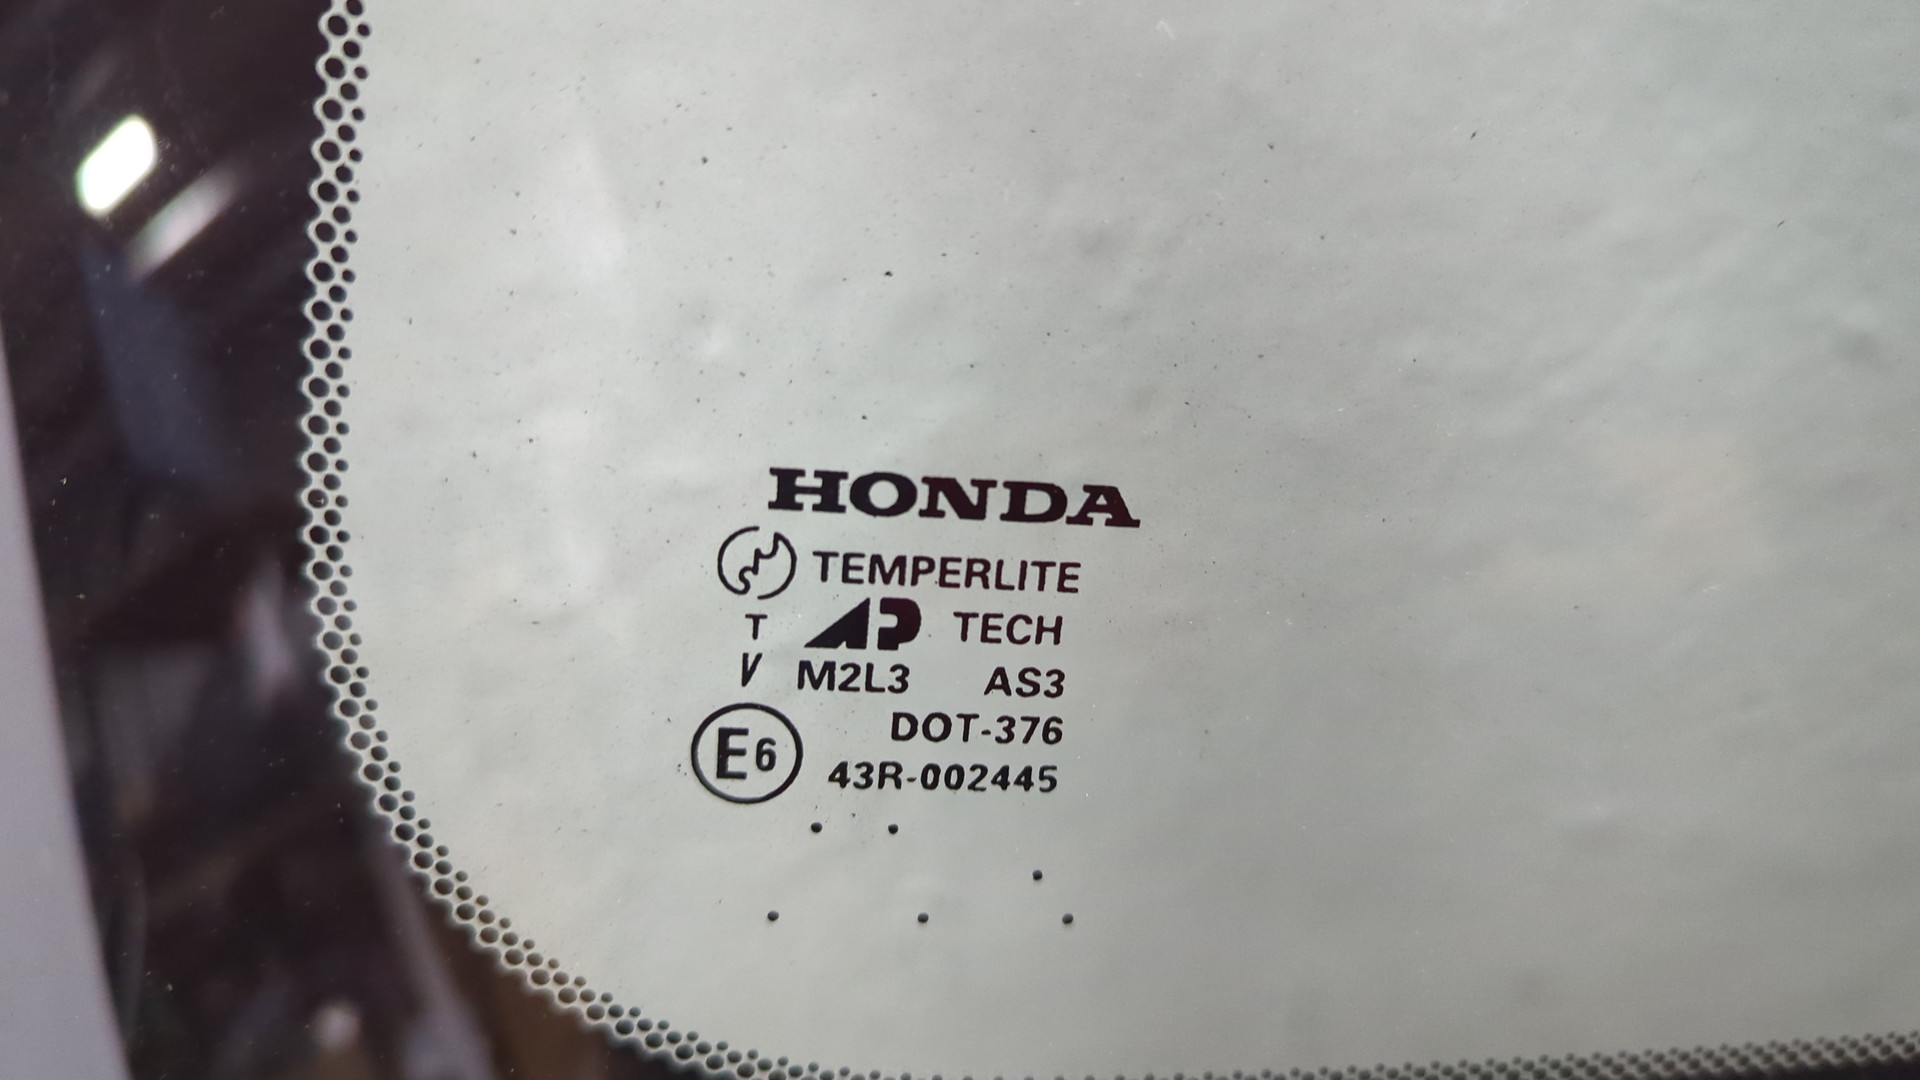 HONDA
TEMPERLITE
T AP TECH
V M2L3 AS3
DOT-376
E6 43R-002445